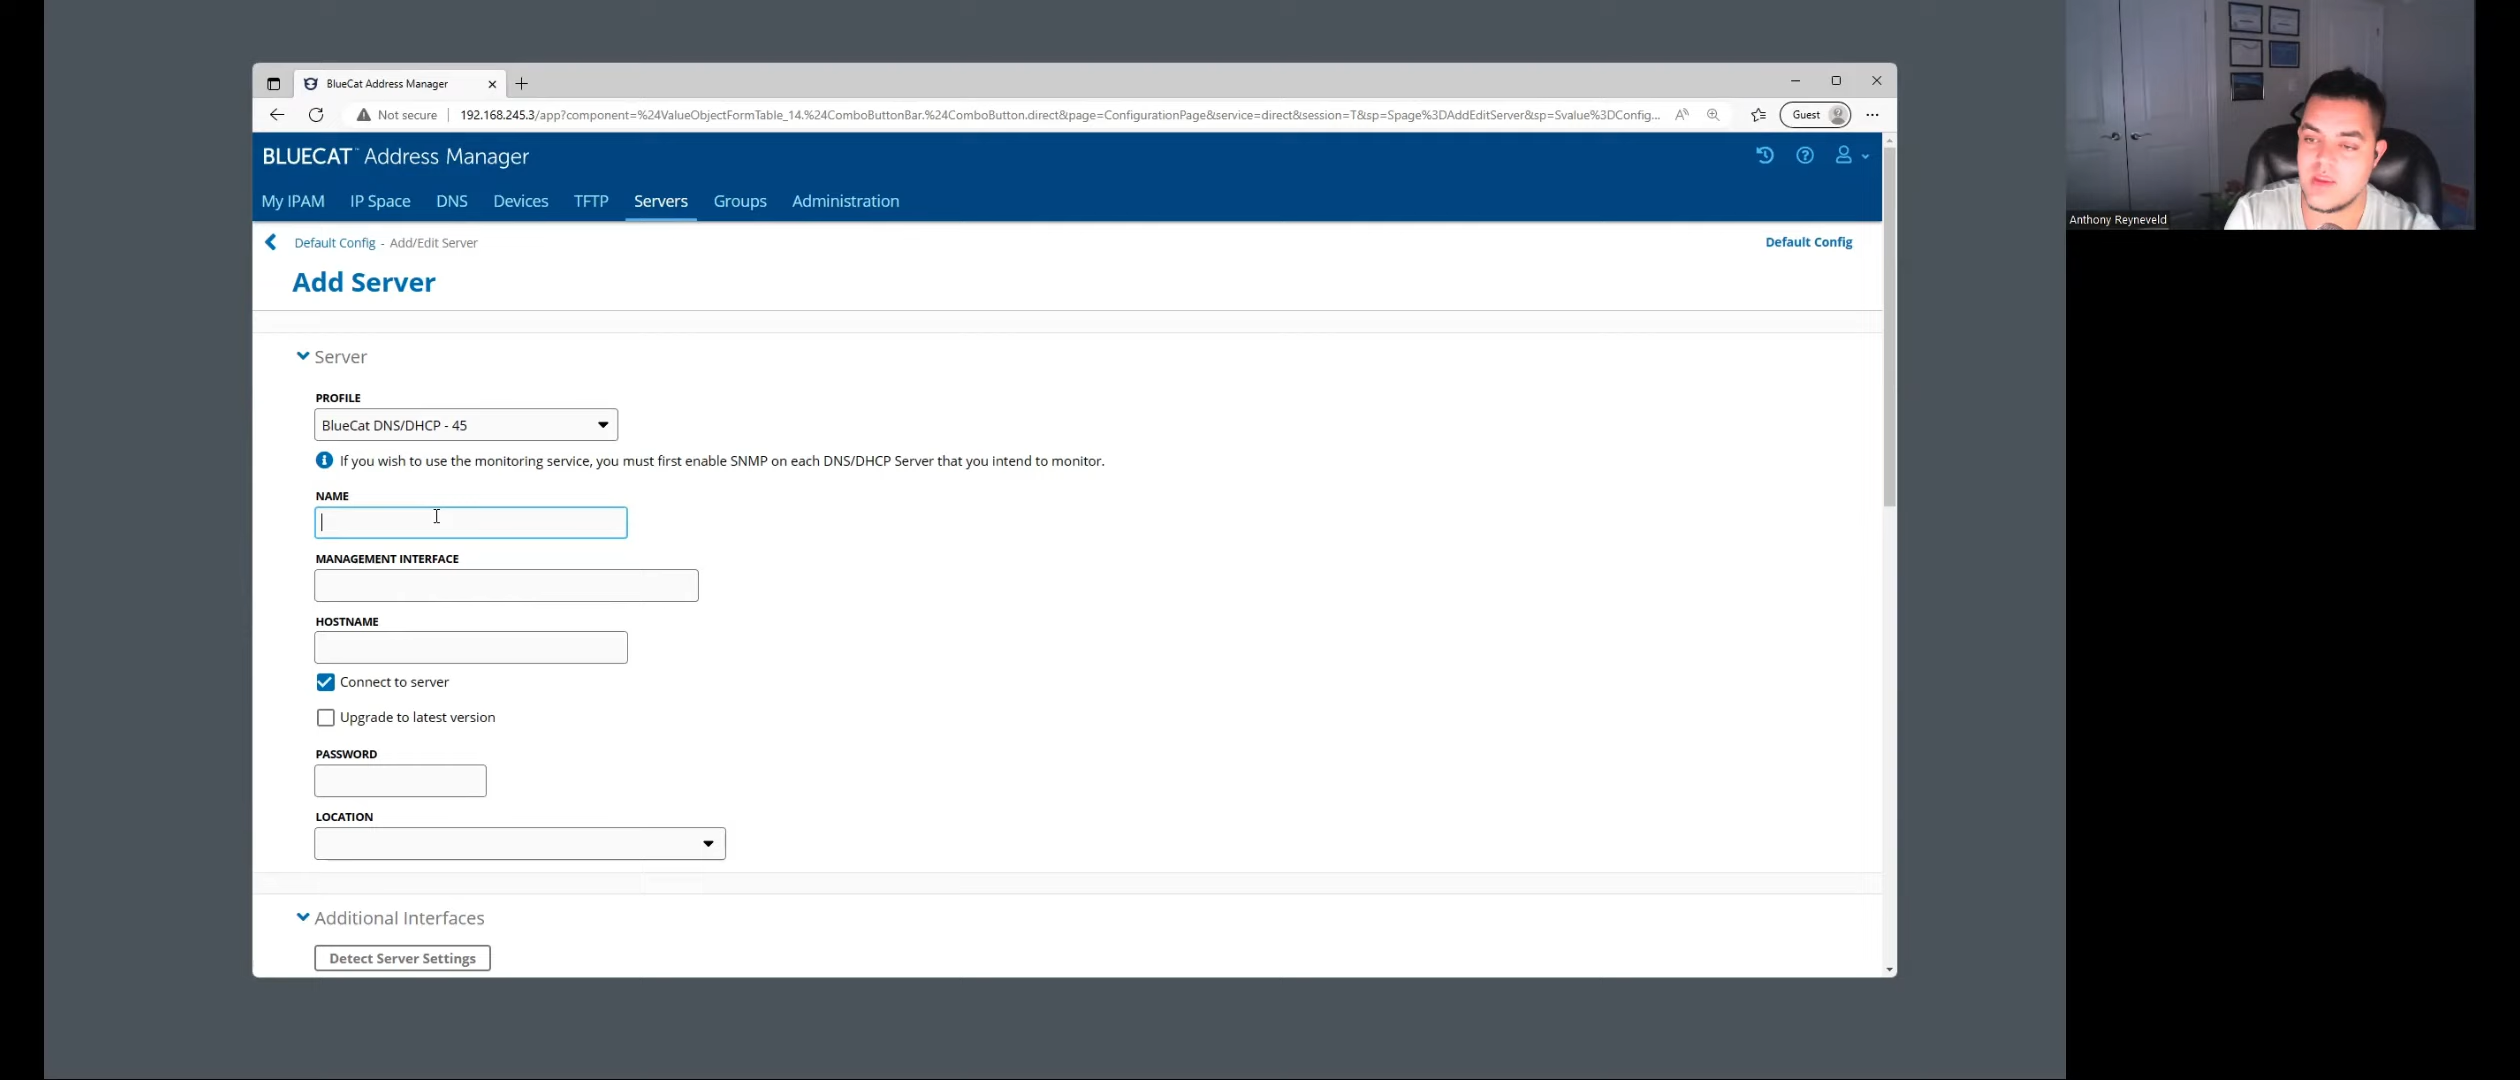 BlueCat Address Manager
Not secure
192.168.245.3/app?component=%24ValueObjectFormTable_14.%24ComboButtonBar.%24ComboButton.direct&page=ConfigurationPage&service=direct&session=T&sp=Spage%3DAddEditServer&sp=Svalue%3DConfig...
Guest
BLUECAT™ Address Manager
My IPAM IP Space DNS Devices TFTP Servers Groups Administration
Default Config - Add/Edit Server
Default Config
Add Server
Server
PROFILE
BlueCat DNS/DHCP - 45
If you wish to use the monitoring service, you must first enable SNMP on each DNS/DHCP Server that you intend to monitor.
NAME
MANAGEMENT INTERFACE
HOSTNAME
Connect to server
Upgrade to latest version
PASSWORD
LOCATION
Additional Interfaces
Detect Server Settings
Anthony Reyneveld